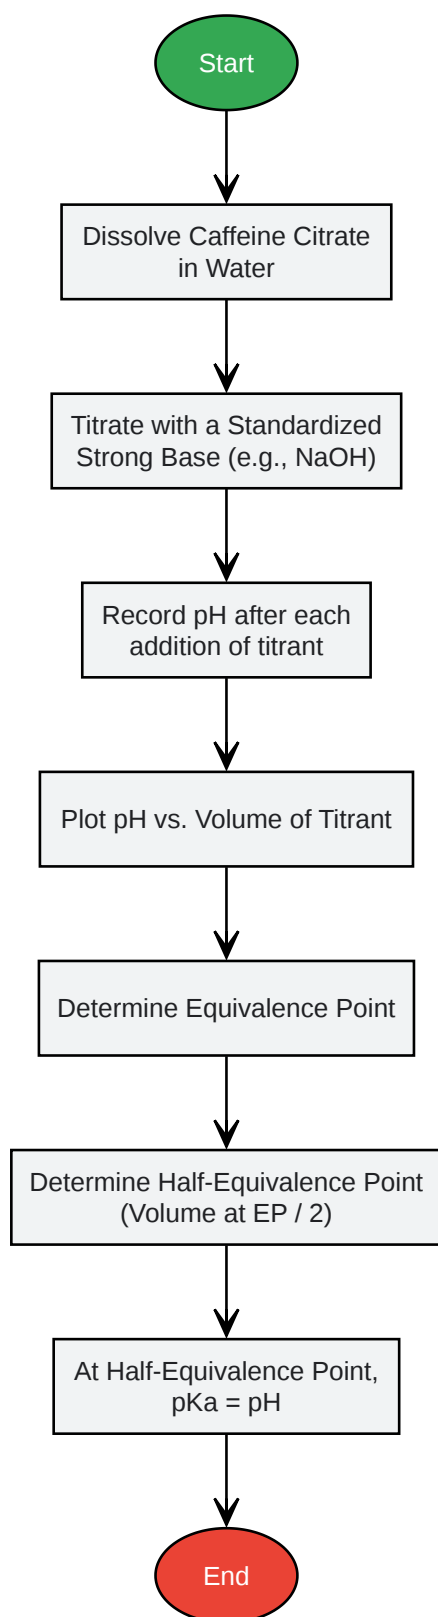 Start
Dissolve Caffeine Citrate
in Water
Titrate with a Standardized
Strong Base (e.g., NaOH)
Record pH after each
addition of titrant
Plot pH vs. Volume of Titrant
Determine Equivalence Point
Determine Half-Equivalence Point
(Volume at EP / 2)
At Half-Equivalence Point,
pKa = pH
End